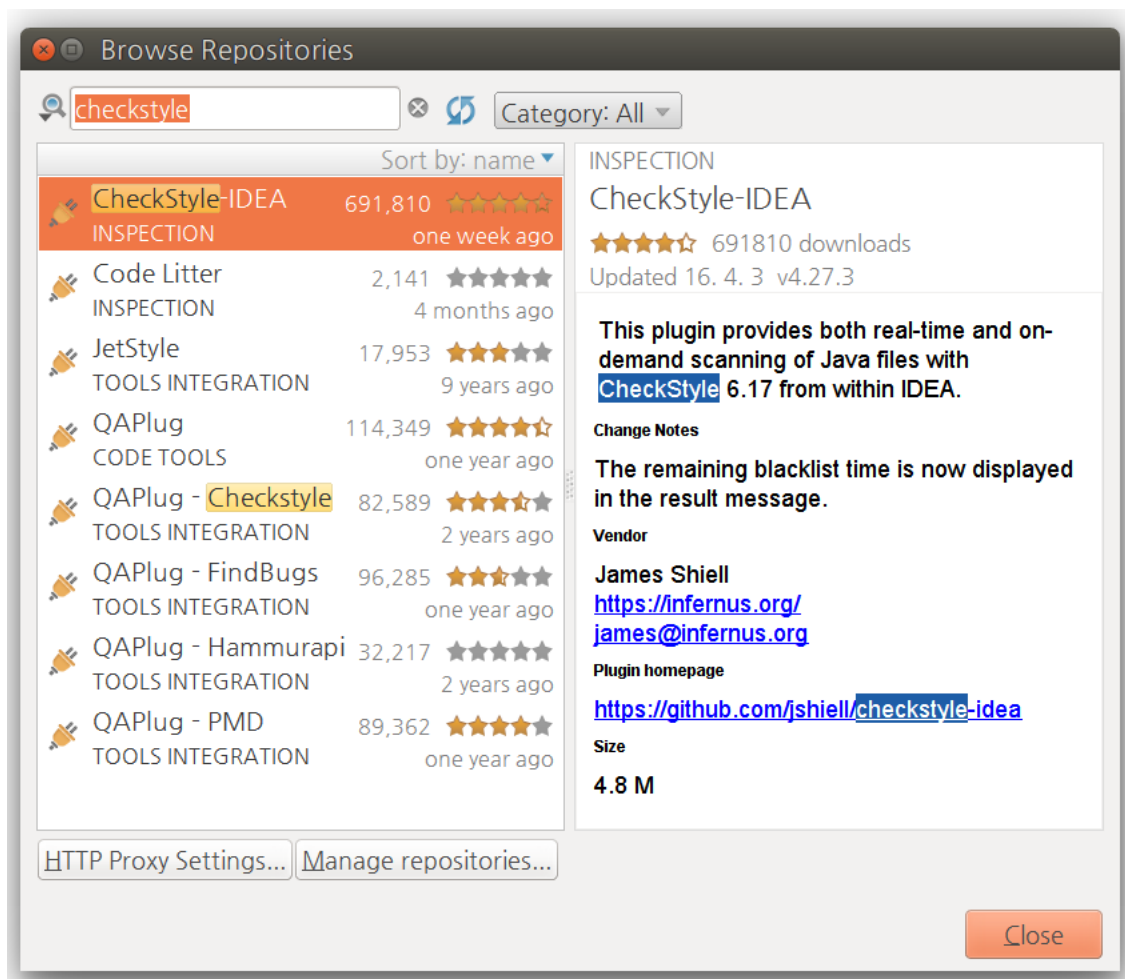 Browse Repositories
checkstyle
Category: All
Sort by: name
CheckStyle-IDEA 691,810
INSPECTION one week ago
Code Litter 2,141
INSPECTION 4 months ago
JetStyle 17,953
TOOLS INTEGRATION 9 years ago
QAPlug 114,349
CODE TOOLS one year ago
QAPlug - Checkstyle 82,589
TOOLS INTEGRATION 2 years ago
QAPlug - FindBugs 96,285
TOOLS INTEGRATION one year ago
QAPlug - Hammurapi 32,217
TOOLS INTEGRATION 2 years ago
QAPlug - PMD 89,362
TOOLS INTEGRATION one year ago
INSPECTION
CheckStyle-IDEA
691810 downloads
Updated 16. 4. 3 v4.27.3
This plugin provides both real-time and on-
demand scanning of Java files with
CheckStyle 6.17 from within IDEA.
Change Notes
The remaining blacklist time is now displayed
in the result message.
Vendor
James Shiell
https://infernus.org/
james@infernus.org
Plugin homepage
https://github.com/jshiell/checkstyle-idea
Size
4.8 M
HTTP Proxy Settings...
Manage repositories...
Close